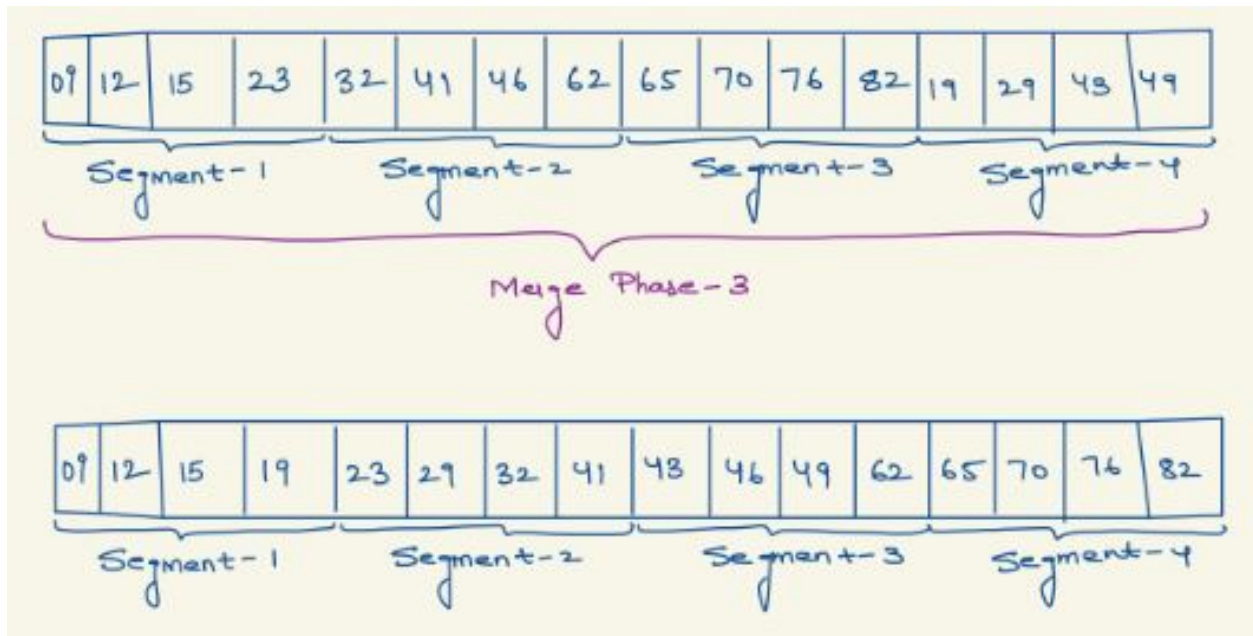 09 12 15 23 32 41 46 62 65 70 76 82 19 29 43 49
Segment-1 Segment-2 Segment-3 Segment-4
Merge Phase-3
09 12 15 19 23 29 32 41 43 46 49 62 65 70 76 82
Segment-1 Segment-2 Segment-3 Segment-4